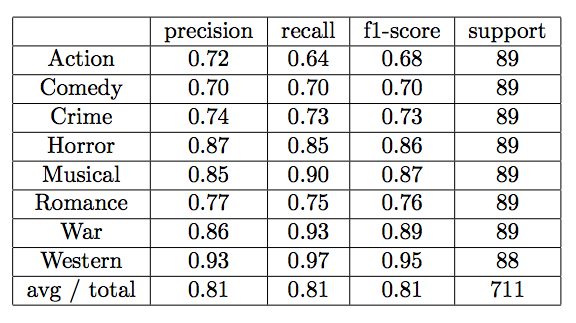 precision recall f1-score support
Action 0.72 0.64 0.68 89
Comedy 0.70 0.70 0.70 89
Crime 0.74 0.73 0.73 89
Horror 0.87 0.85 0.86 89
Musical 0.85 0.90 0.87 89
Romance 0.77 0.75 0.76 89
War 0.86 0.93 0.89 89
Western 0.93 0.97 0.95 88
avg / total 0.81 0.81 0.81 711